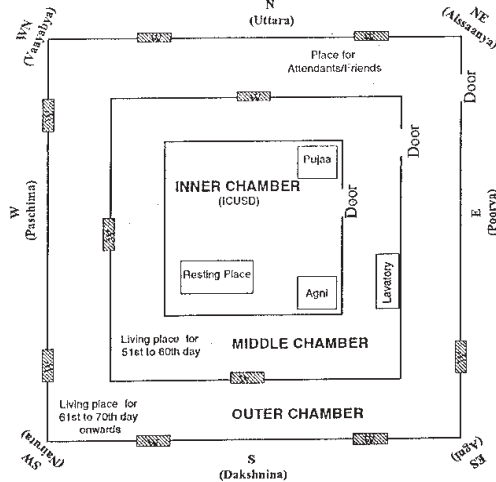 N
(Uttara)
WN
(Vaayabya)
NE
(Aissaanya)
W
W
Place for
Attendants/Friends
Door
W
W
Door
Pujaa
INNER CHAMBER
(ICUSD)
Door
W
(Paschima)
E
(Poorva)
W
Resting Place
Agni
Lavatory
Living place for
51st to 60th day
MIDDLE CHAMBER
W
W
W
Living place for
61st to 70th day
onwards
OUTER CHAMBER
W
W
SW
(Nairuta)
S
(Dakshnina)
ES
(Agni)